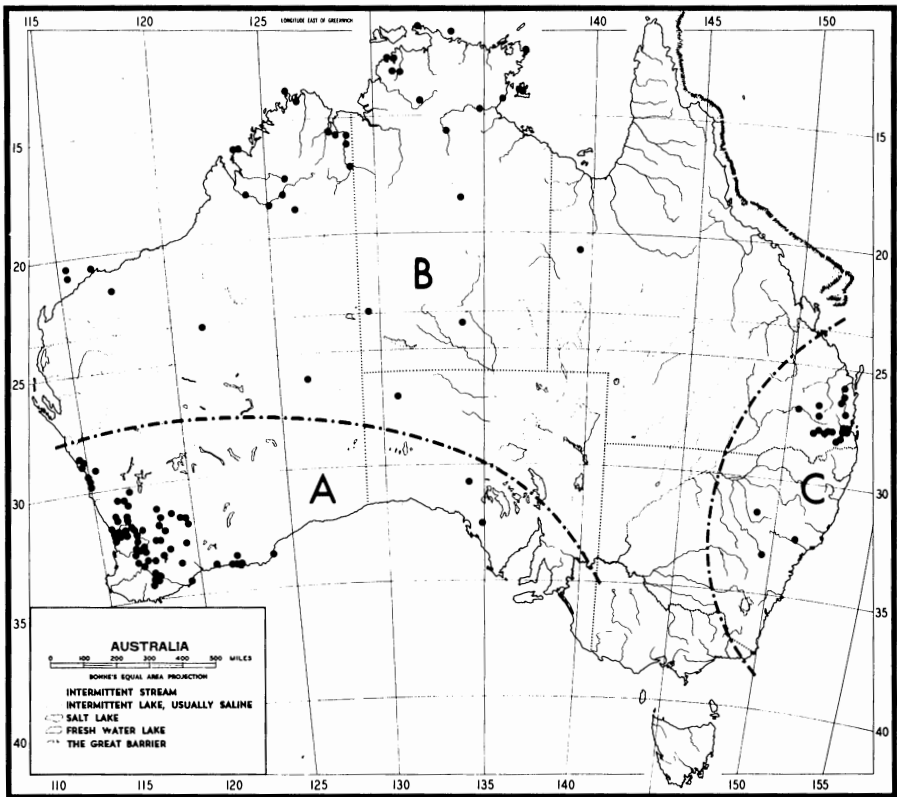 115 120 125 LONGITUDE EAST OF GREENWICH 140 145 150
15 15
20 20
B
25 25
A C
30 30
35 35
AUSTRALIA
0 100 200 300 400 500 MILES
BONNE'S EQUAL AREA PROJECTION
INTERMITTENT STREAM
INTERMITTENT LAKE, USUALLY SALINE
SALT LAKE
FRESH WATER LAKE
THE GREAT BARRIER
40 40
110 115 120 125 130 135 140 150 155